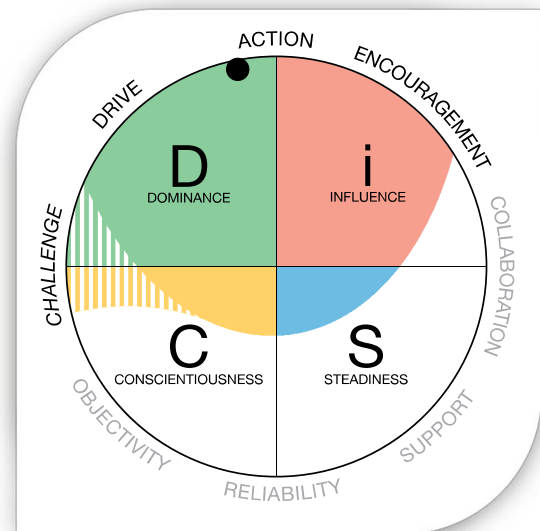 ACTION
DRIVE
ENCOURAGEMENT
D
DOMINANCE
i
INFLUENCE
CHALLENGE
COLLABORATION
C
CONSCIENTIOUSNESS
S
STEADINESS
OBJECTIVITY
SUPPORT
RELIABILITY